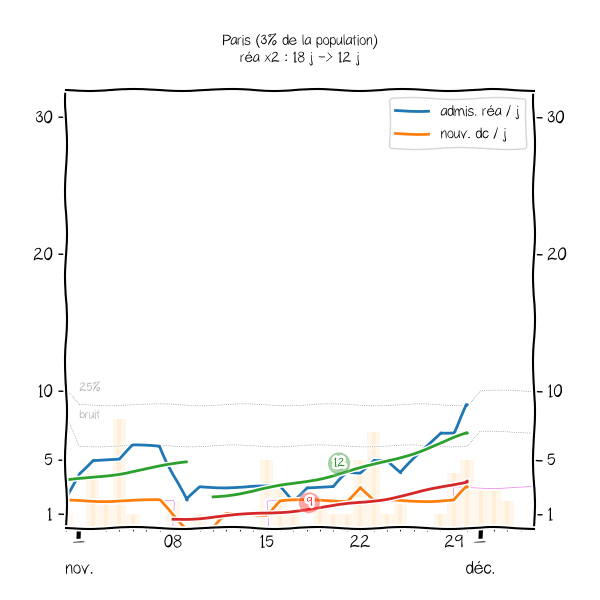 Paris (3% de la population)
réa x2 : 18 j -> 12 j
admis. réa / j
nouv. dc / j
30
30
20
20
10
10
25%
bruit
5
5
12
9
1
1
08
15
22
29
nov.
déc.